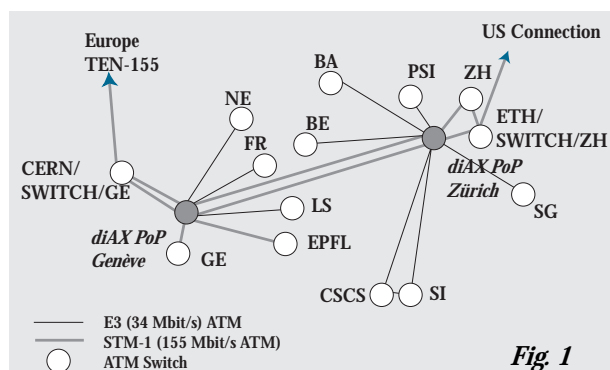 Europe
TEN-155
US Connection
BA
PSI
ZH
NE
BE
ETH/
SWITCH/ZH
FR
CERN/
SWITCH/GE
diAX PoP
Zürich
LS
SG
diAX PoP
Genève
EPFL
GE
CSCS
SI
E3 (34 Mbit/s) ATM
STM-1 (155 Mbit/s ATM)
ATM Switch
Fig. 1